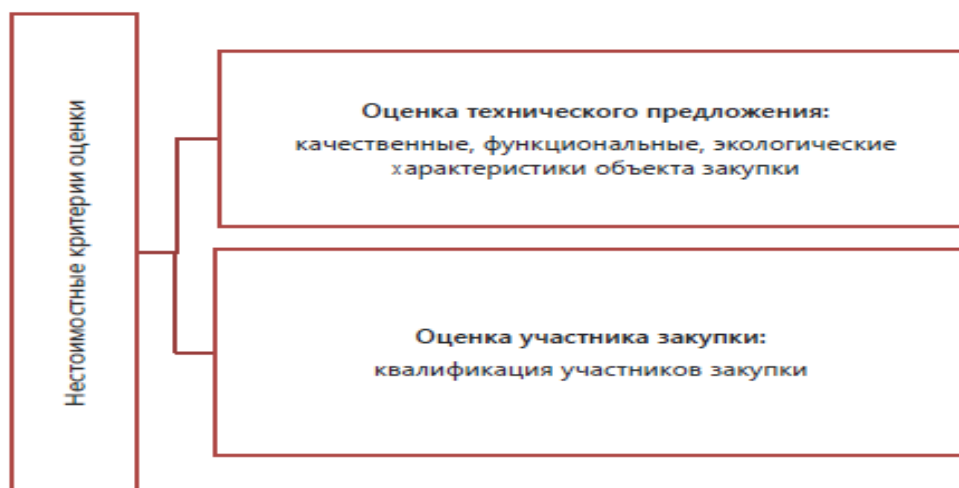 Нестоимостные критерии оценки
Оценка технического предложения:
качественные, функциональные, экологические
характеристики объекта закупки
Оценка участника закупки:
квалификация участников закупки